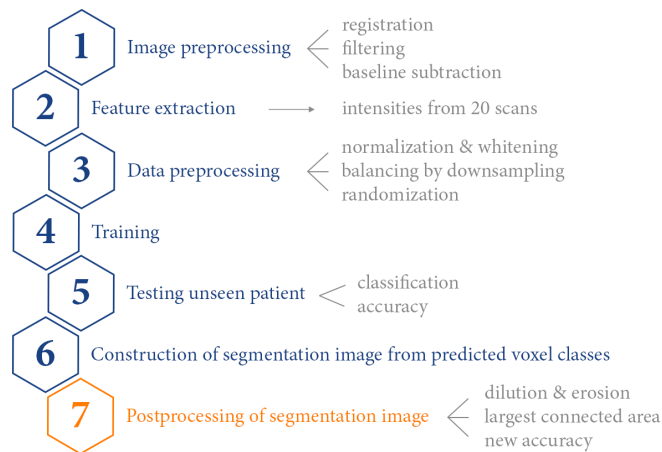 1 Image preprocessing
registration
filtering
baseline subtraction
2 Feature extraction
intensities from 20 scans
3 Data preprocessing
normalization & whitening
balancing by downsampling
randomization
4 Training
5 Testing unseen patient
classification
accuracy
6 Construction of segmentation image from predicted voxel classes
7 Postprocessing of segmentation image
dilution & erosion
largest connected area
new accuracy